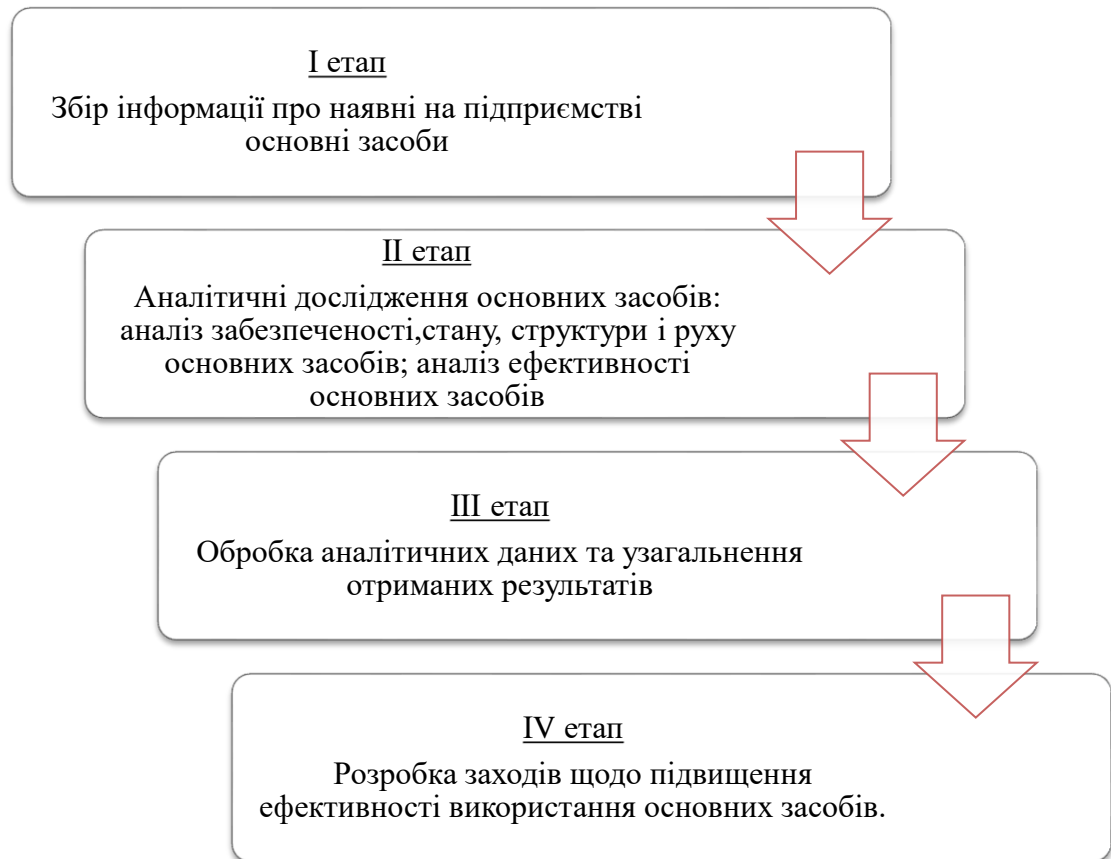 І етап
Збір інформації про наявні на підприємстві
основні засоби
ІІ етап
Аналітичні дослідження основних засобів:
аналіз забезпеченості,стану, структури і руху
основних засобів; аналіз ефективності
основних засобів
ІІІ етап
Обробка аналітичних даних та узагальнення
отриманих результатів
IV етап
Розробка заходів щодо підвищення
ефективності використання основних засобів.